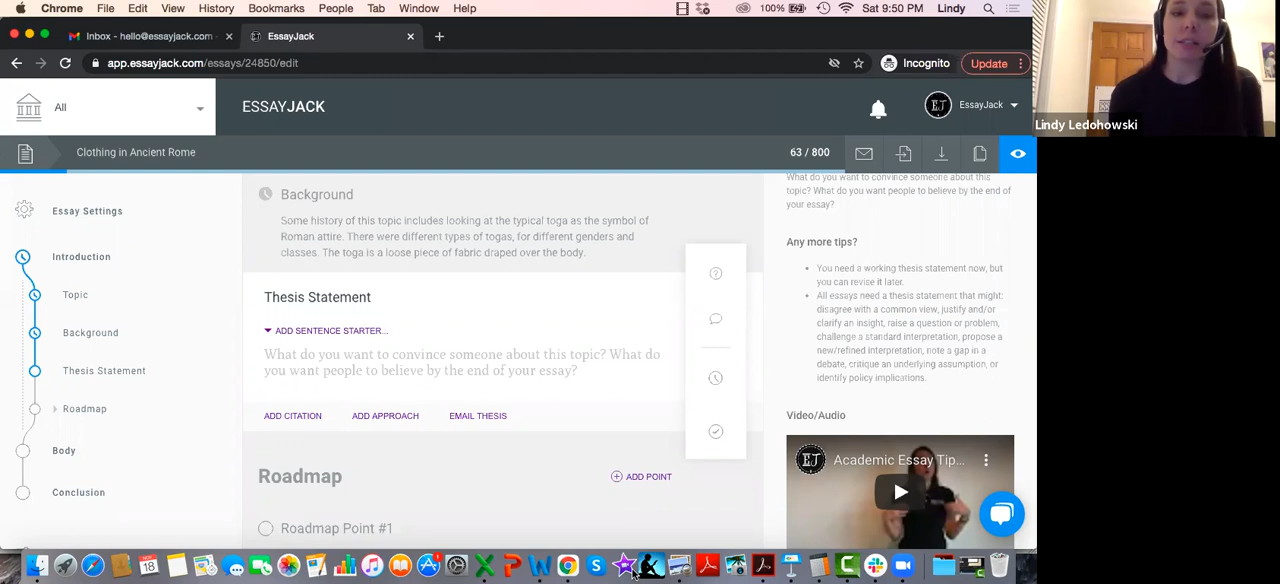 Chrome File Edit View History Bookmarks People Tab Window Help 100% Sat 9:50 PM Lindy
Inbox - hello@essayjack.com EssayJack
app.essayjack.com/essays/24850/edit Incognito Update
Lindy Ledohowski
All ESSAYJACK EJ EssayJack
Clothing in Ancient Rome 63 / 800
Essay Settings
Introduction
Topic
Background
Thesis Statement
Roadmap
Body
Conclusion
Background
Some history of this topic includes looking at the typical toga as the symbol of
Roman attire. There were different types of togas, for different genders and
classes. The toga is a loose piece of fabric draped over the body.
Thesis Statement
ADD SENTENCE STARTER...
What do you want to convince someone about this topic? What do
you want people to believe by the end of your essay?
ADD CITATION ADD APPROACH EMAIL THESIS
Roadmap ADD POINT
Roadmap Point #1
What do you want to convince someone about this
topic? What do you want people to believe by the end of
your essay?
Any more tips?
You need a working thesis statement now, but
you can revise it later.
All essays need a thesis statement that might:
disagree with a common view, justify and/or
clarify an insight, raise a question or problem,
challenge a standard interpretation, propose a
new/refined interpretation, note a gap in a
debate, critique an underlying assumption, or
identify policy implications.
Video/Audio
EJ Academic Essay Tip...
NOV
18